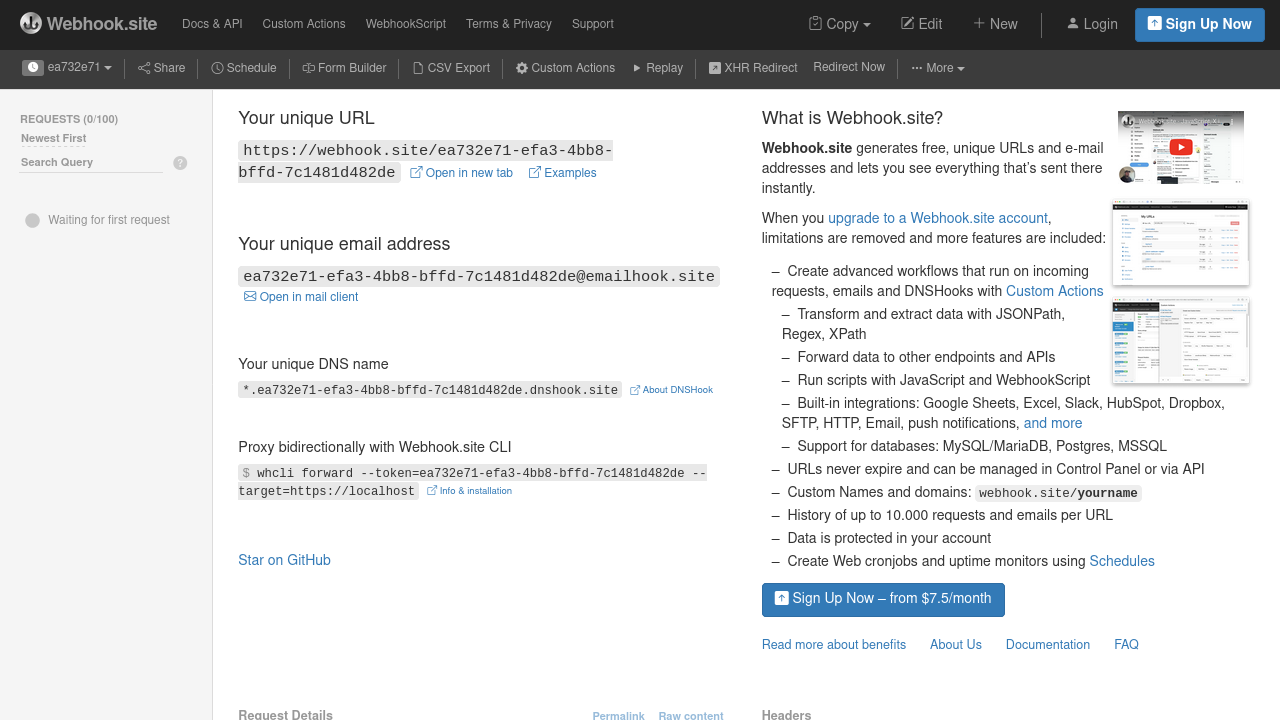 Webhook.site Docs & API Custom Actions WebhookScript Terms & Privacy Support Copy Edit New Login Sign Up Now
ea732e71 Share Schedule Form Builder CSV Export Custom Actions Replay XHR Redirect Redirect Now More
REQUESTS (0/100)
Newest First
Search Query ?
Waiting for first request
Your unique URL
https://webhook.site/ea732e71-efa3-4bb8-
bffd-7c1481d482de Open in new tab Examples
Your unique email address
ea732e71-efa3-4bb8-bffd-7c1481d482de@emailhook.site
Open in mail client
Your unique DNS name
*.ea732e71-efa3-4bb8-bffd-7c1481d482de.dnshook.site About DNSHook
Proxy bidirectionally with Webhook.site CLI
$ whcli forward --token=ea732e71-efa3-4bb8-bffd-7c1481d482de --
target=https://localhost Info & installation
Star on GitHub
What is Webhook.site?
Webhook.site generates free, unique URLs and e-mail
addresses and lets you see everything that's sent there
instantly.
When you upgrade to a Webhook.site account,
limitations are removed and more features are included:
– Create advanced workflows that run on incoming
requests, emails and DNSHooks with Custom Actions
– Transform and extract values from JSONPath,
Regex, XPath, CSV
– Forward data to other endpoints and APIs
– Run scripts with JavaScript and WebhookScript
– Built-in integrations: Google Sheets, Excel, Slack, HubSpot, Dropbox,
SFTP, HTTP, Email, push notifications, and more
– Support for databases: MySQL/MariaDB, Postgres, MSSQL
– URLs never expire and can be managed in Control Panel or via API
– Custom Names and domains: webhook.site/yourname
– History of up to 10.000 requests and emails per URL
– Data is protected in your account
– Create Web cronjobs and uptime monitors using Schedules
Sign Up Now – from $7.5/month
Read more about benefits About Us Documentation FAQ
Request Details Permalink Raw content Headers